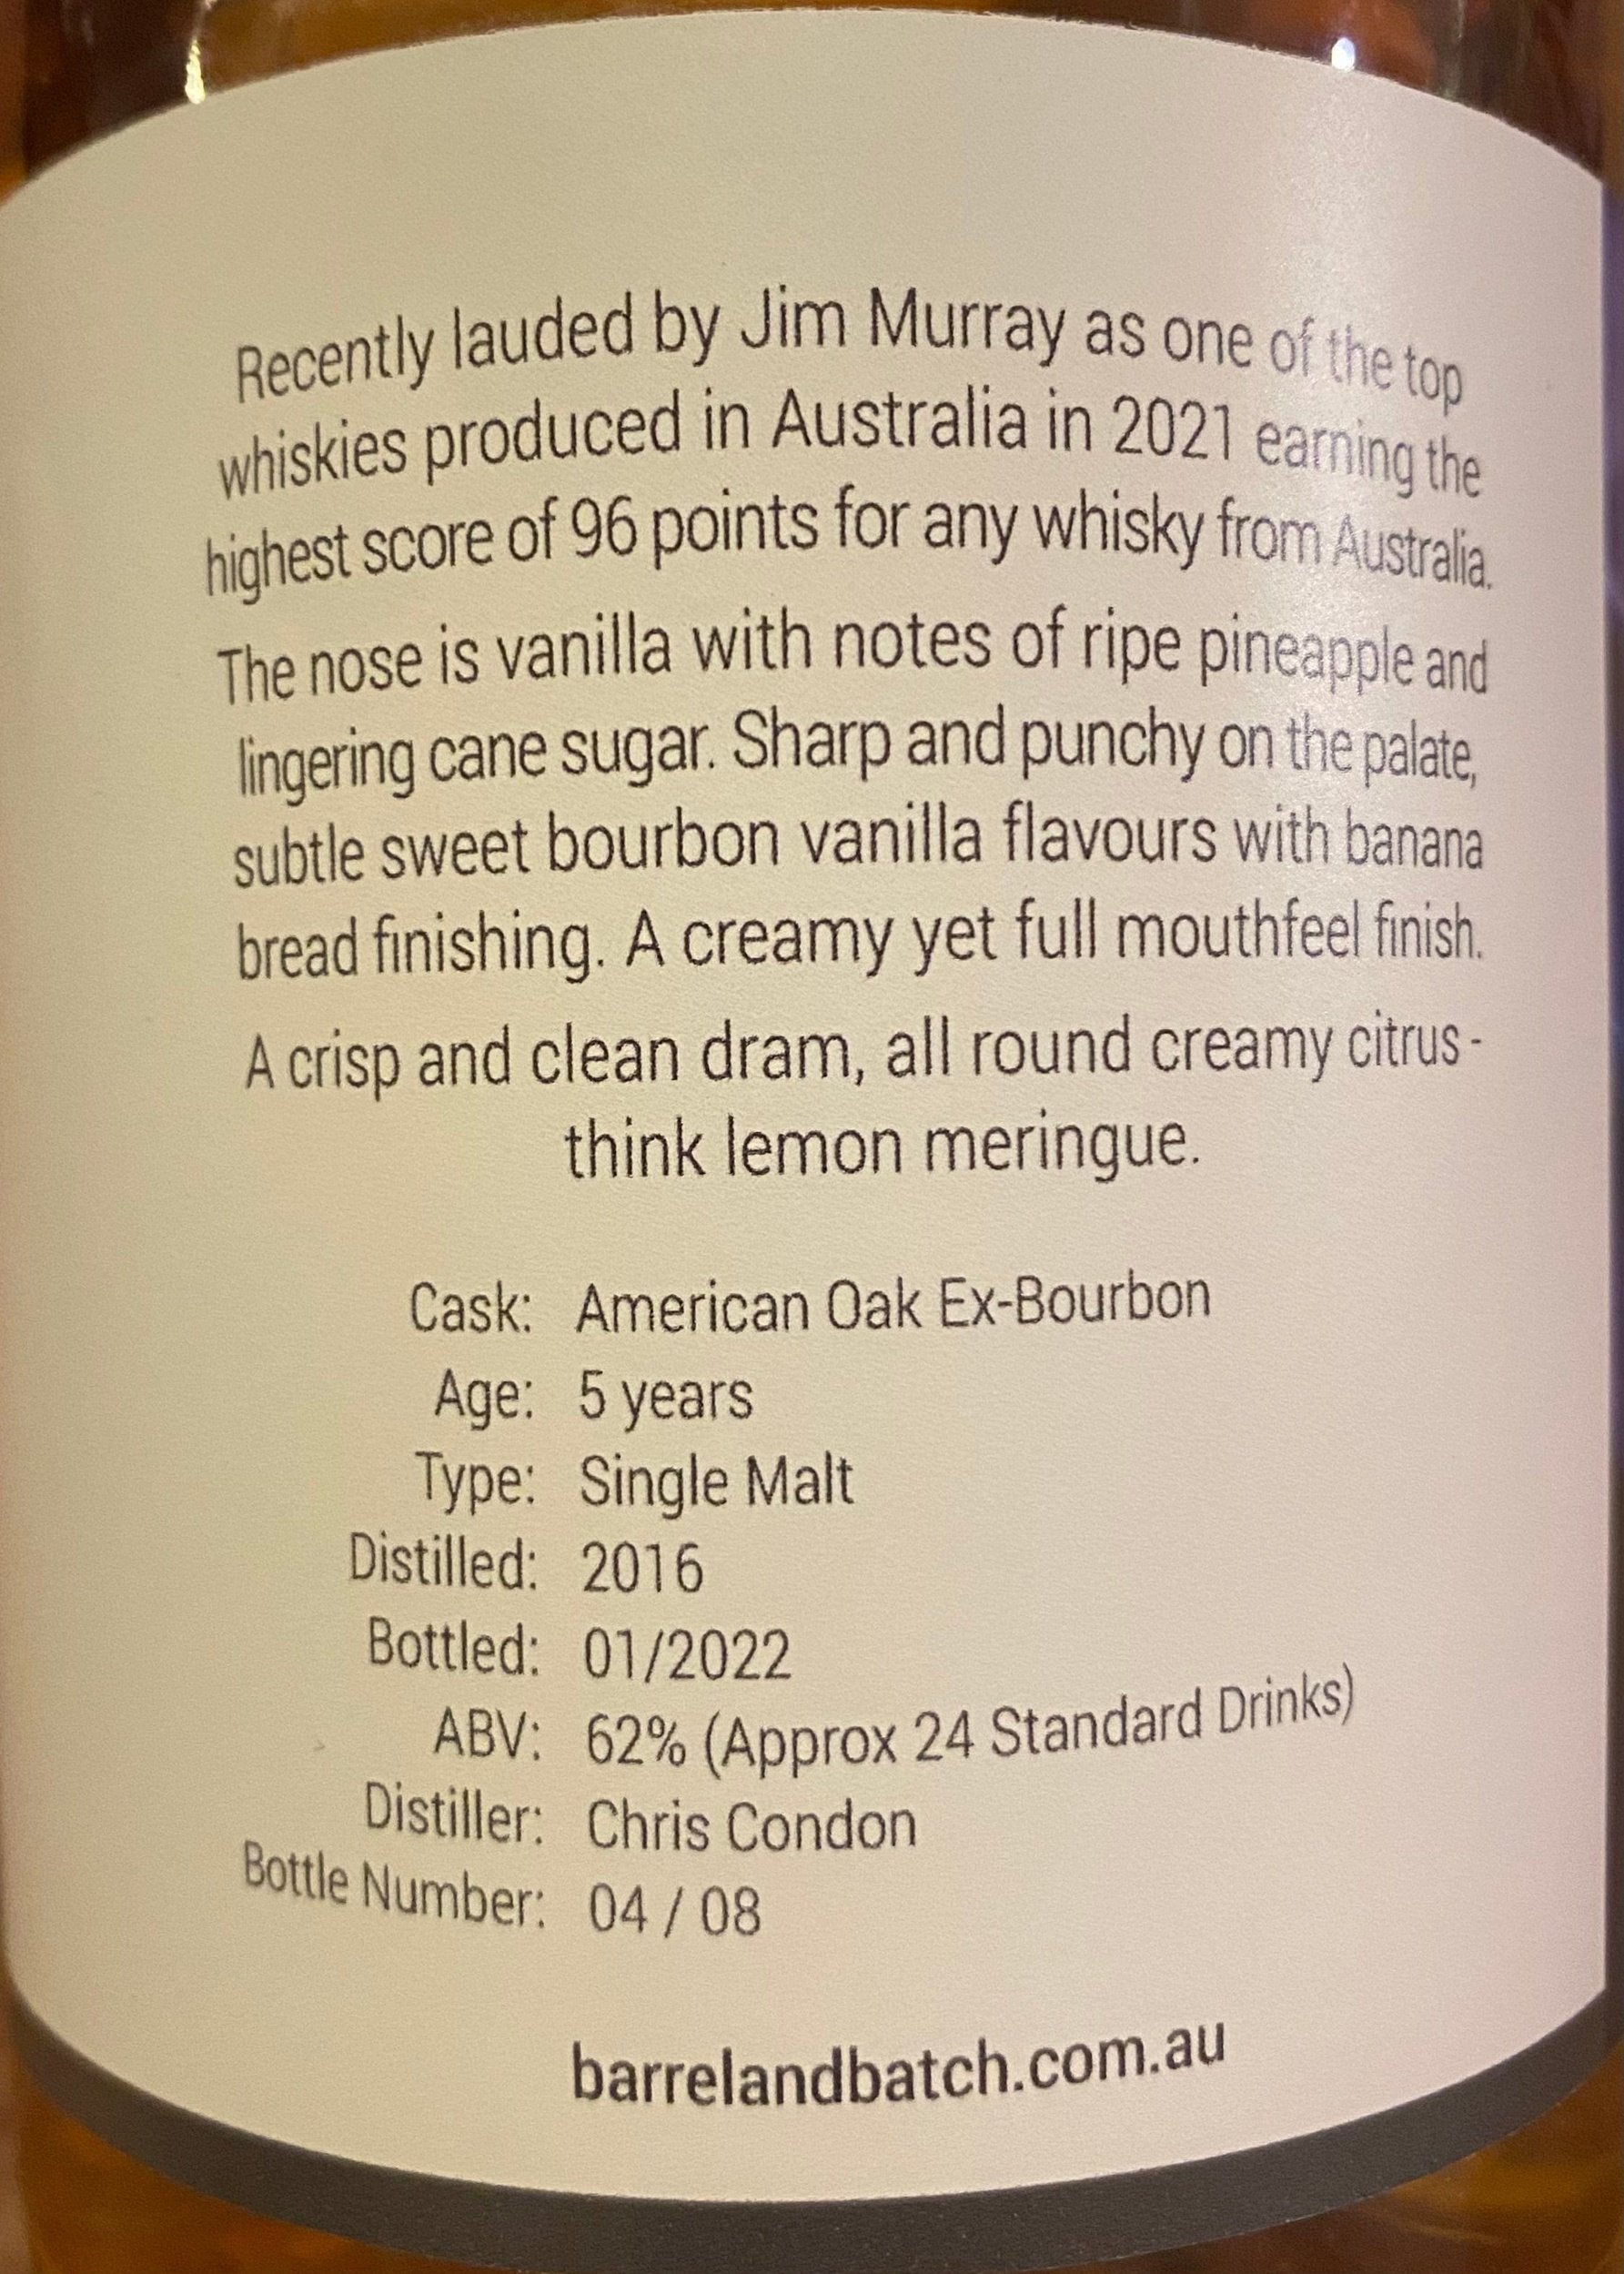 Recently lauded by Jim Murray as one of the top
whiskies produced in Australia in 2021 earning the
highest score of 96 points for any whisky from Australia.
The nose is vanilla with notes of ripe pineapple and
lingering cane sugar. Sharp and punchy on the palate,
subtle sweet bourbon vanilla flavours with banana
bread finishing. A creamy yet full mouthfeel finish.
A crisp and clean dram, all round creamy citrus -
think lemon meringue.
Cask: American Oak Ex-Bourbon
Age: 5 years
Type: Single Malt
Distilled: 2016
Bottled: 01/2022
ABV: 62% (Approx 24 Standard Drinks)
Distiller: Chris Condon
Bottle Number: 04 / 08
barrelandbatch.com.au